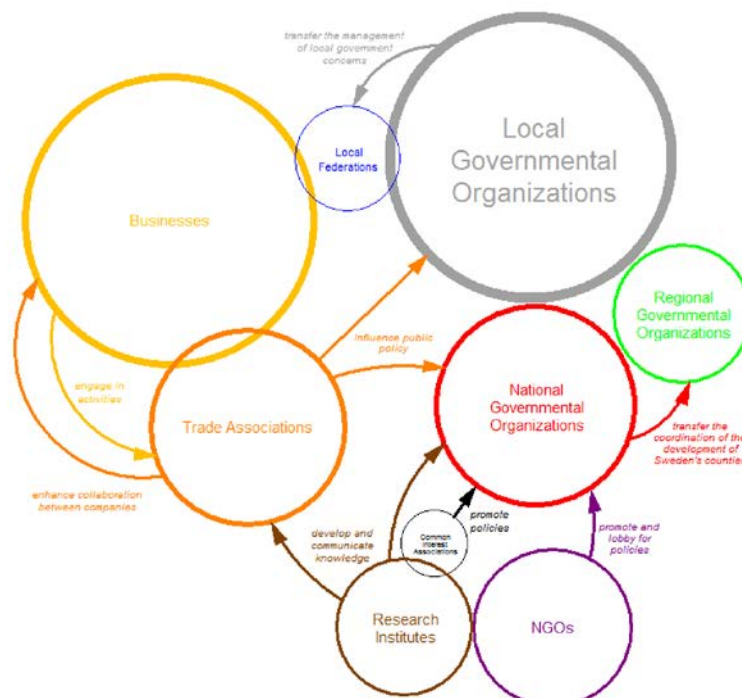 transfer the management
of local government
concerns
Local
Federations
Local
Governmental
Organizations
Businesses
Regional
Governmental
Organizations
Influence public
policy
engage in
activities
Trade Associations
National
Governmental
Organizations
transfer the
coordination of the
development of
Sweden's counties
enhance collaboration
between companies
develop and
communicate
knowledge
Common
Interest
Associations
promote
policies
promote and
lobby for
policies
Research
Institutes
NGOs